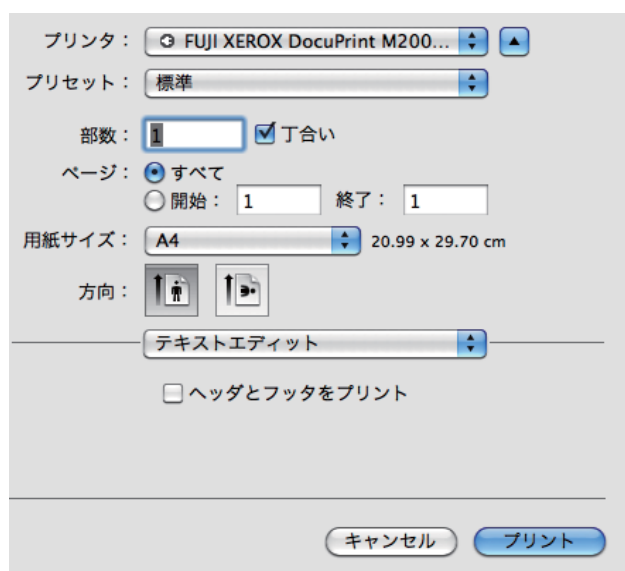 プリンタ： FUJI XEROX DocuPrint M200...
プリセット： 標準
部数： 1 丁合い
ページ： すべて
開始： 1 終了： 1
用紙サイズ： A4 20.99 x 29.70 cm
方向：
テキストエディット
ヘッダとフッタをプリント
キャンセル プリント